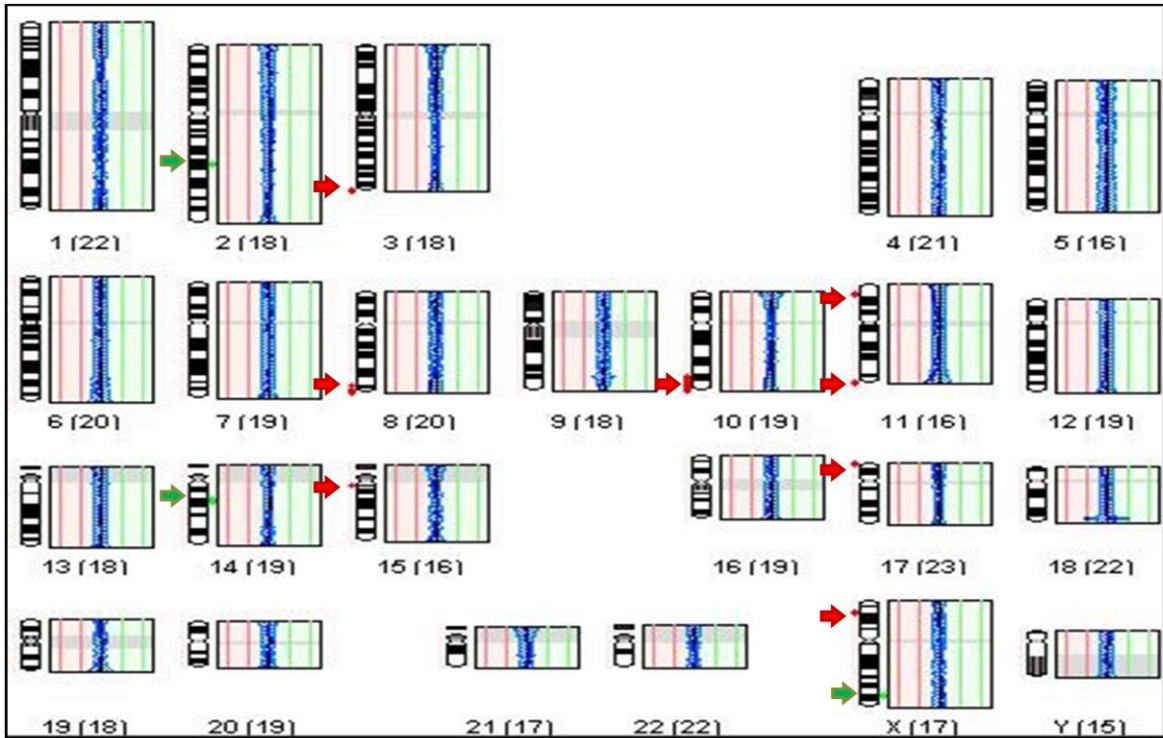 1 (22) 2 (18) 3 (18) 4 (21) 5 (16)
6 (20) 7 (19) 8 (20) 9 (18) 10 (19) 11 (16) 12 (19)
13 (18) 14 (19) 15 (16) 16 (19) 17 (23) 18 (22)
19 (18) 20 (19) 21 (17) 22 (22) X (17) Y (15)